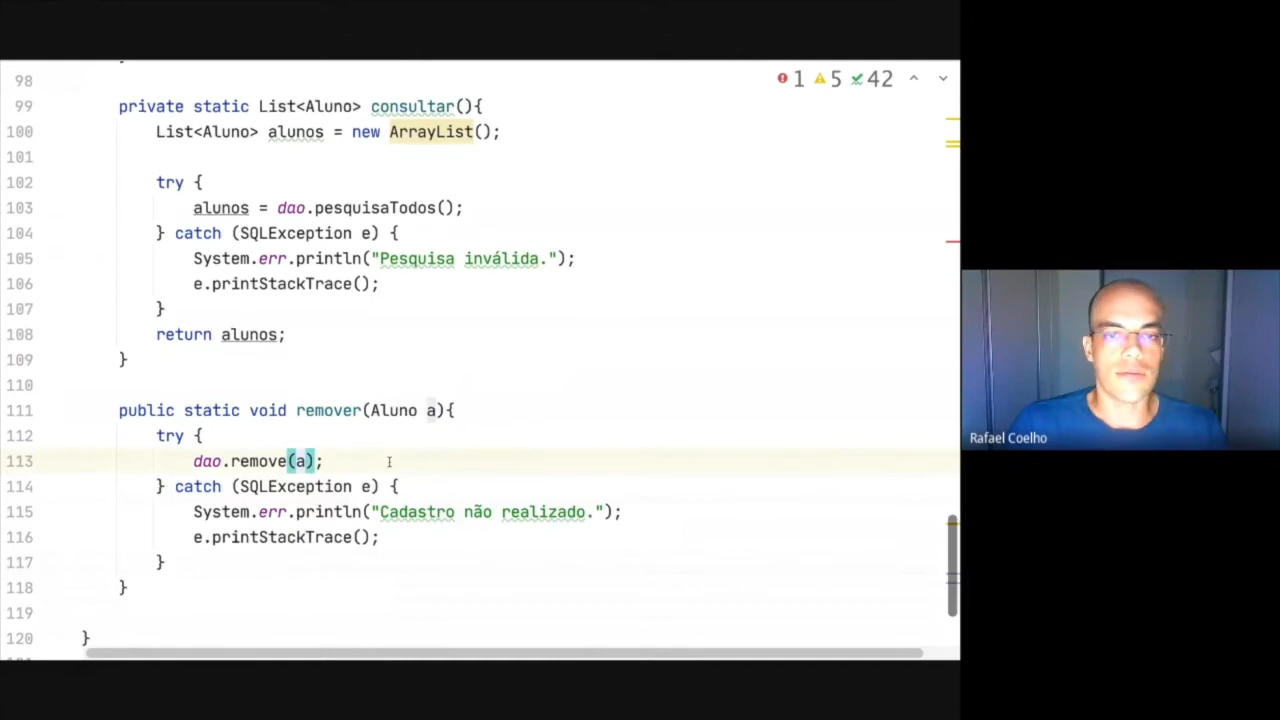 98
1 5 42
99 private static List<Aluno> consultar(){
100 List<Aluno> alunos = new ArrayList();
101
102 try {
103 alunos = dao.pesquisaTodos();
104 } catch (SQLException e) {
105 System.err.println("Pesquisa inválida.");
106 e.printStackTrace();
107 }
108 return alunos;
109 }
110
111 public static void remover(Aluno a){
112 try {
113 dao.remove(a);
114 } catch (SQLException e) {
115 System.err.println("Cadastro não realizado.");
116 e.printStackTrace();
117 }
118 }
119
120 }
Rafael Coelho